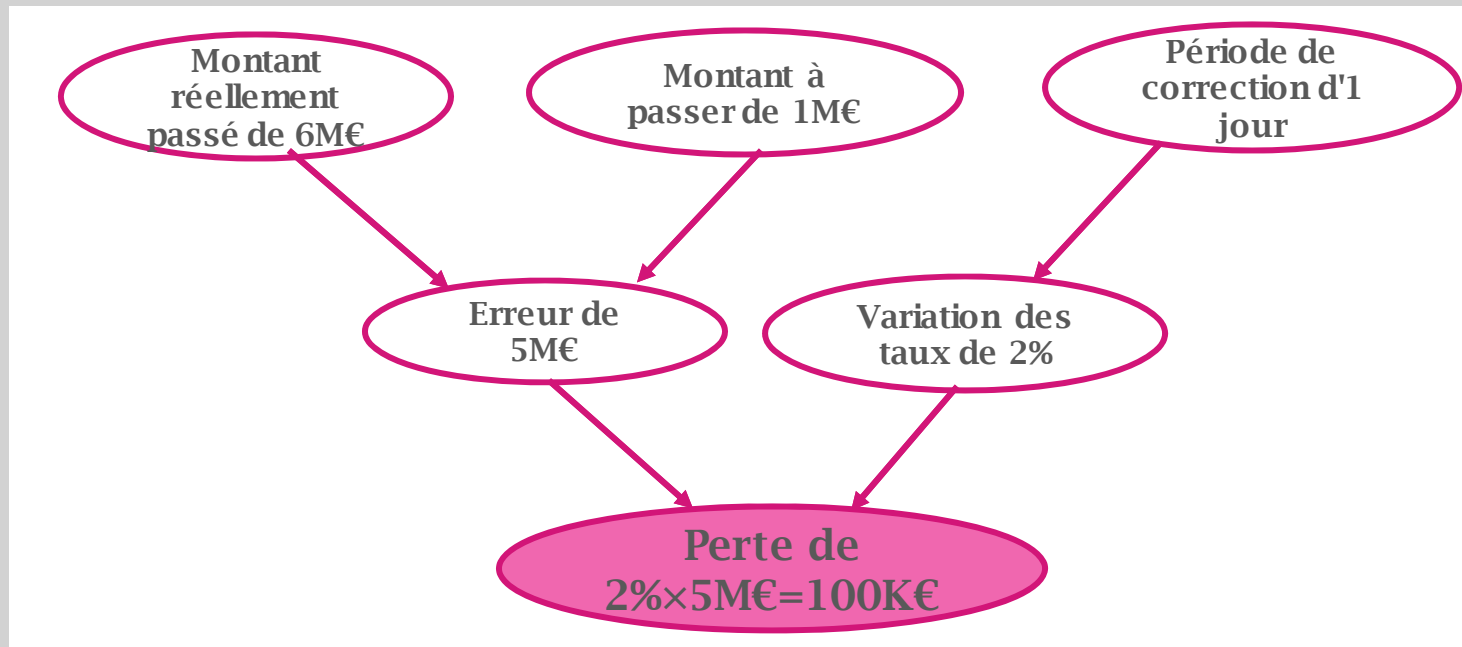 Montant
réellement
passé de 6M€
Montant à
passer de 1M€
Période de
correction d'1
jour
Erreur de
5M€
Variation des
taux de 2%
Perte de
2%×5M€=100K€